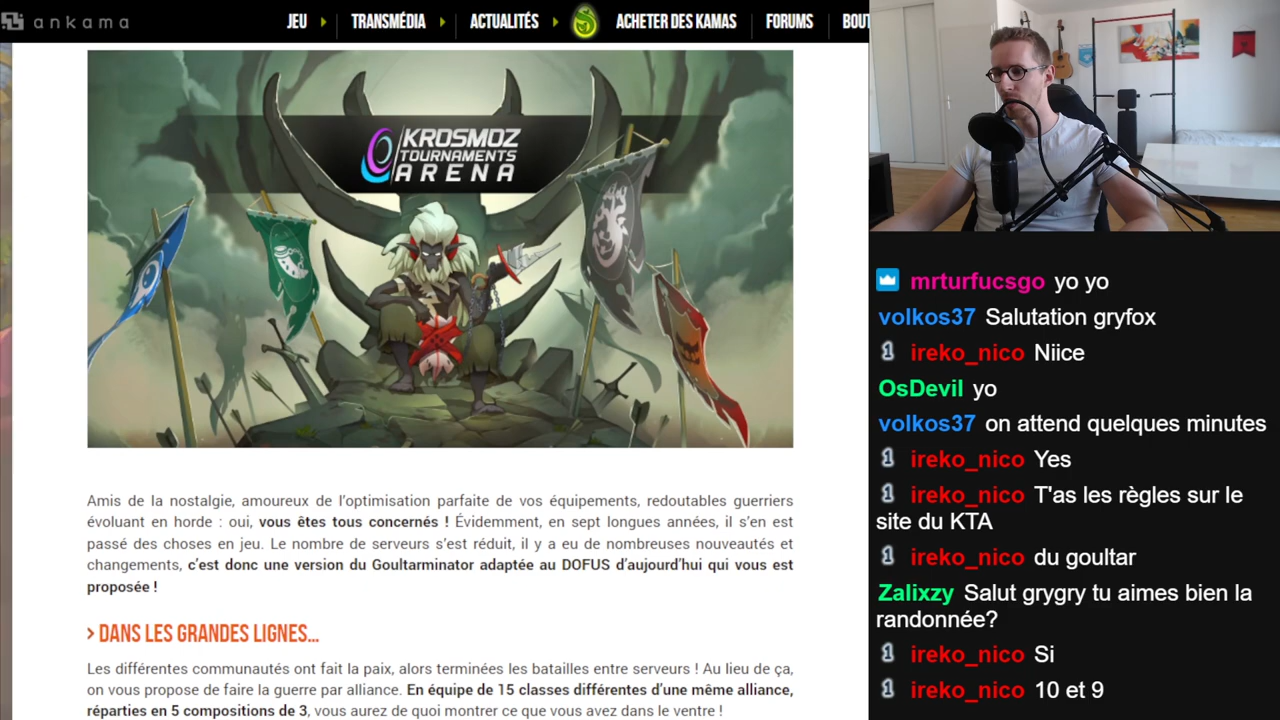 ankama
JEU
TRANSMÉDIA
ACTUALITÉS
ACHETER DES KAMAS
FORUMS
BOUT
KROSMOZ
TOURNAMENTS
ARENA
Amis de la nostalgie, amoureux de l'optimisation parfaite de vos équipements, redoutables guerriers
évoluant en horde : oui, vous êtes tous concernés ! Évidemment, en sept longues années, il s'en est
passé des choses en jeu. Le nombre de serveurs s'est réduit, il y a eu de nombreuses nouveautés et
changements, c'est donc une version du Goultarminator adaptée au DOFUS d'aujourd'hui qui vous est
proposée !
> DANS LES GRANDES LIGNES...
Les différentes communautés ont fait la paix, alors terminées les batailles entre serveurs ! Au lieu de ça,
on vous propose de faire la guerre par alliance. En équipe de 15 classes différentes d'une même alliance,
réparties en 5 compositions de 3, vous aurez de quoi montrer ce que vous avez dans le ventre !
mrturfucsgo yo yo
volkos37 Salutation gryfox
1 ireko_nico Niice
OsDevil yo
volkos37 on attend quelques minutes
1 ireko_nico Yes
1 ireko_nico T'as les règles sur le
site du KTA
1 ireko_nico du goultar
Zalixzy Salut grygry tu aimes bien la
randonnée?
1 ireko_nico Si
1 ireko_nico 10 et 9